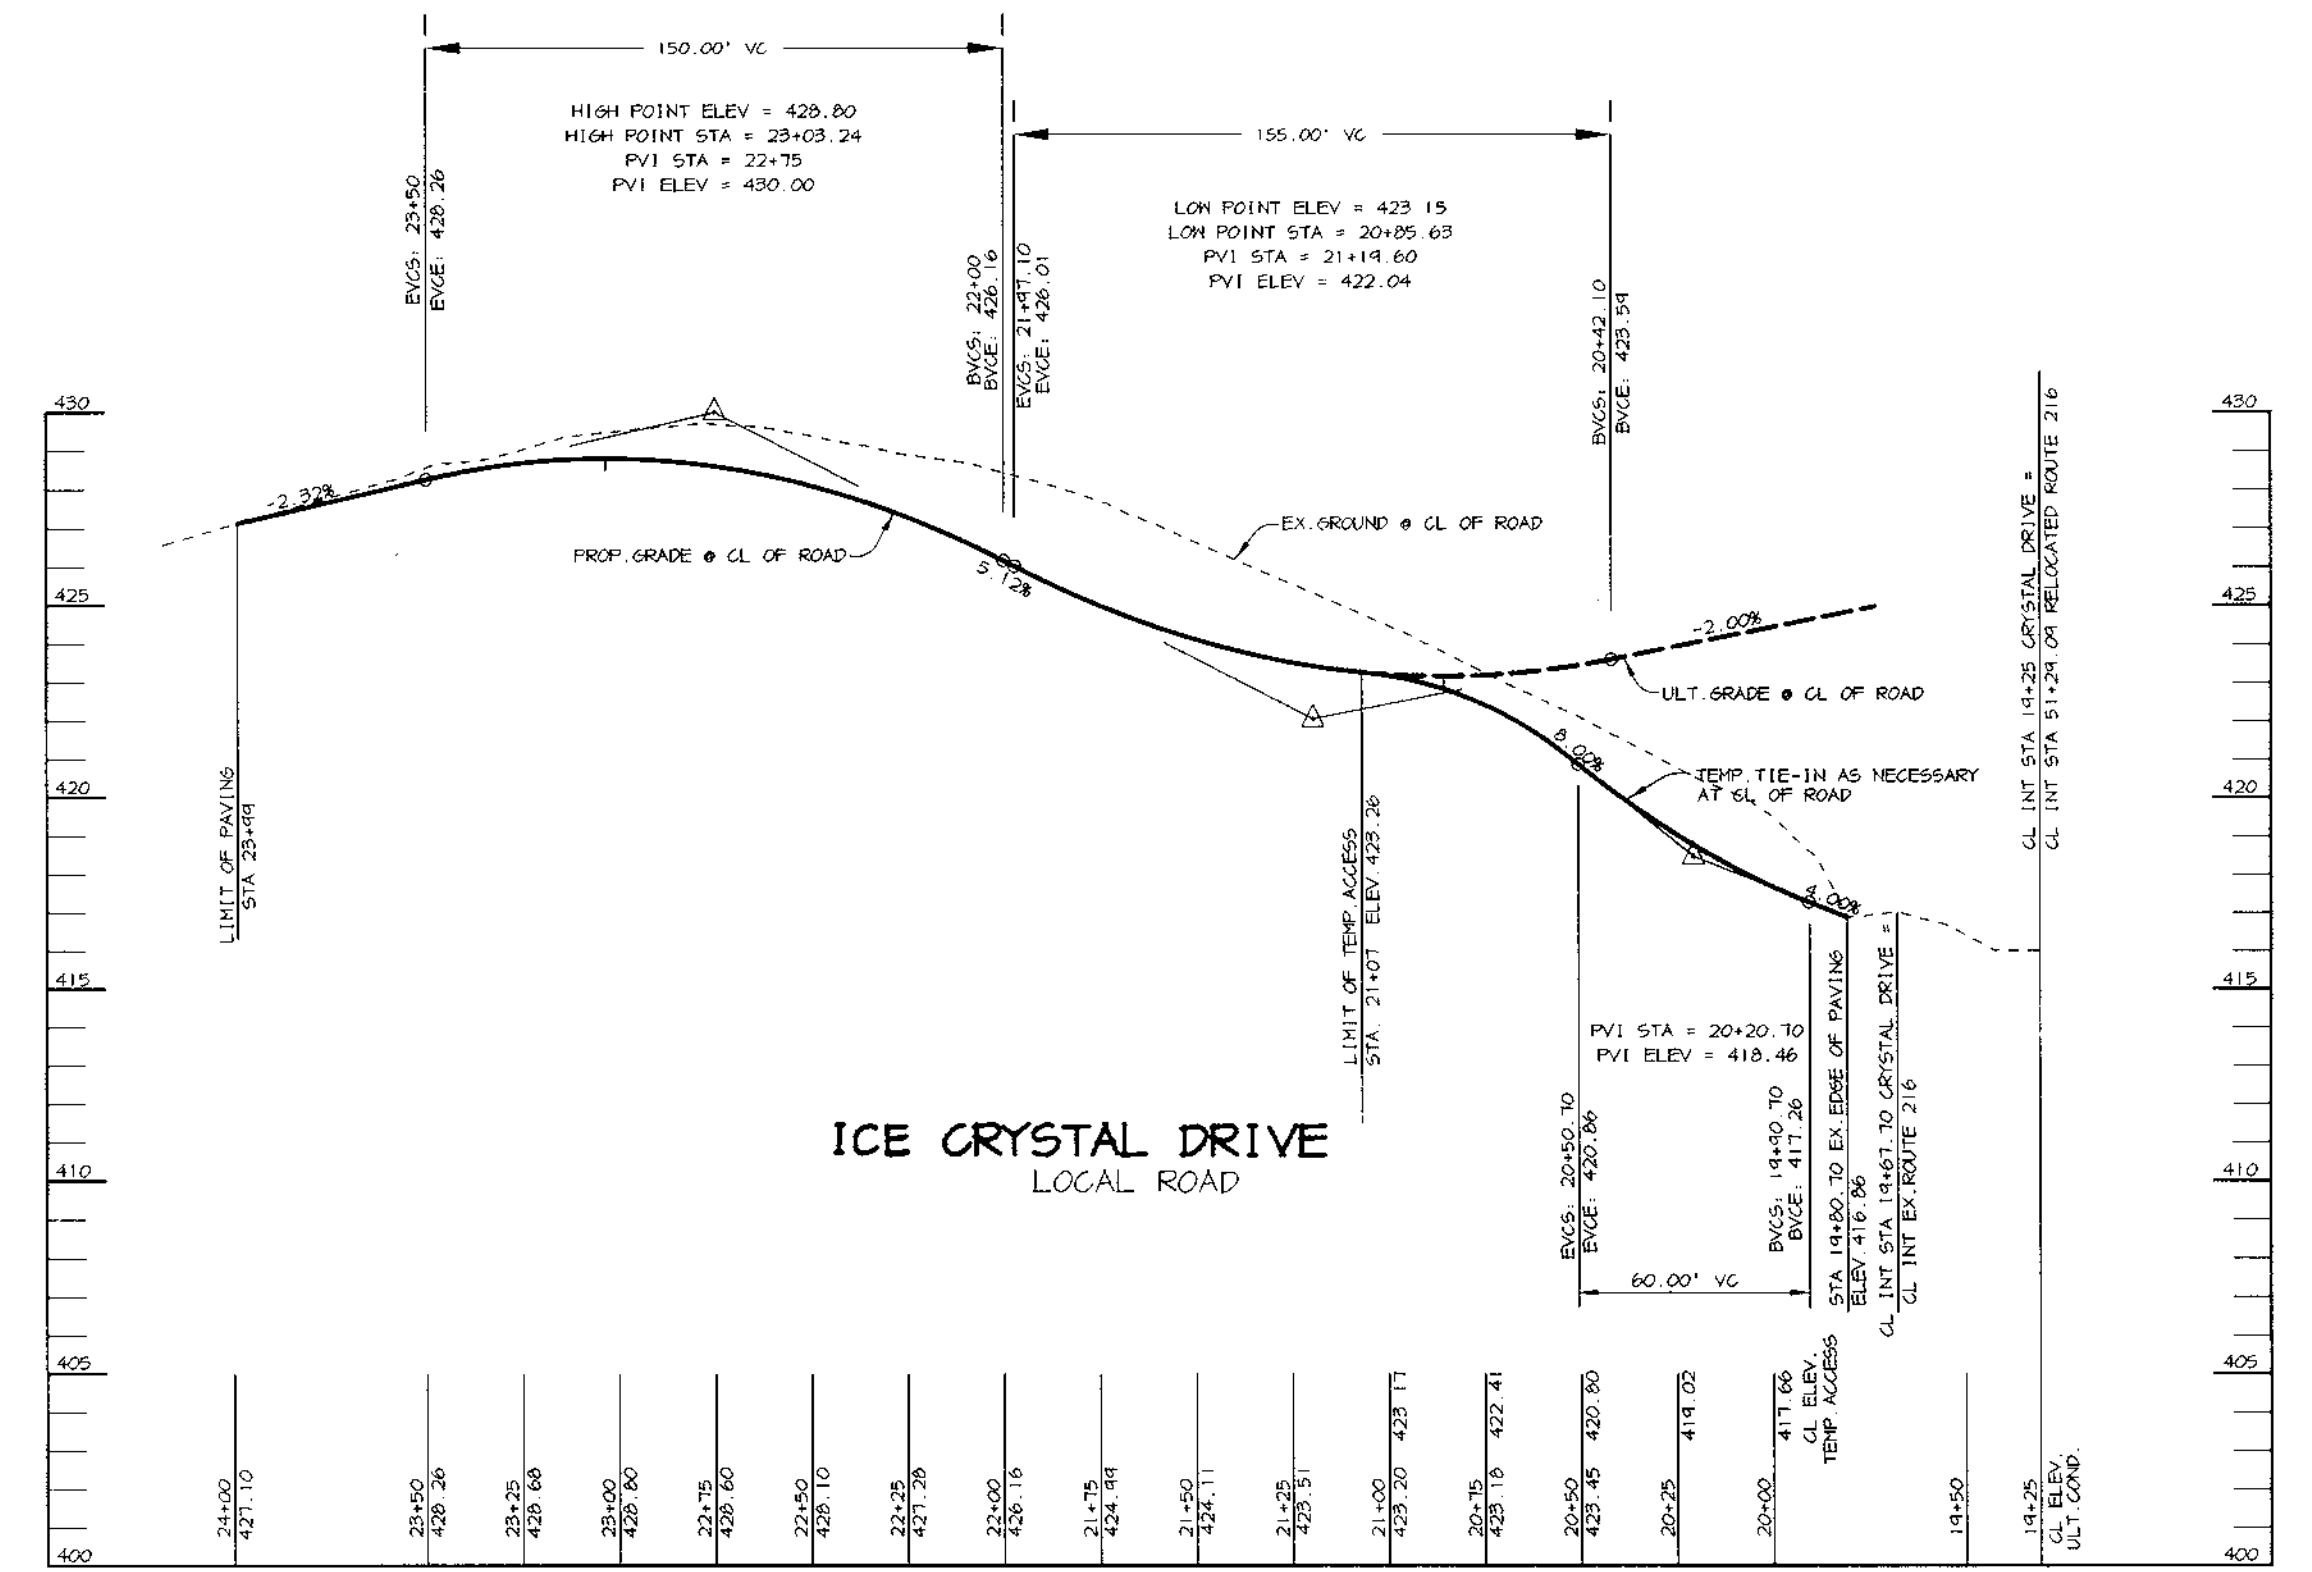 150.00' VC
HIGH POINT ELEV = 428.80
HIGH POINT STA = 23+03.24
PVI STA = 22+75
PVI ELEV = 430.00
155.00' VC
LOW POINT ELEV = 423 15
LOW POINT STA = 20+85.63
PVI STA = 21+19.60
PVI ELEV = 422.04
EVCS: 23+50
EVCE: 428.26
BVCS: 22+00
BVCE: 426.16
EVCS: 21+97.10
EVCE: 426.01
BVCS: 20+42.10
BVCE: 423.59
CL INT STA 19+25 CRYSTAL DRIVE =
CL INT STA 51+29.09 RELOCATED ROUTE 216
430
425
420
415
410
405
400
430
425
420
415
410
405
400
-2.32%
PROP.GRADE @ CL OF ROAD
5.12%
EX.GROUND @ CL OF ROAD
-2.00%
ULT.GRADE @ CL OF ROAD
8.00%
TEMP.TIE-IN AS NECESSARY
AT CL OF ROAD
4.00%
LIMIT OF PAVING
STA 23+99
LIMIT OF TEMP.ACCESS
STA. 21+07 ELEV.423.26
PVI STA = 20+20.70
PVI ELEV = 418.46
EVCS: 20+50.70
EVCE: 420.86
BVCS: 19+90.70
BVCE: 417.26
STA 19+80.70 EX.EDGE OF PAVING
ELEV.416.86
CL INT STA 19+67.70 CRYSTAL DRIVE =
CL INT EX.ROUTE 216
60.00' VC
ICE CRYSTAL DRIVE
LOCAL ROAD
24+00
427.10
23+50
428.26
23+25
428.68
23+00
428.80
22+75
428.60
22+50
428.10
22+25
427.28
22+00
426.16
21+75
424.99
21+50
424.11
21+25
423.51
21+00
423.20 423.17
20+75
423.18 422.41
20+50
423.45 420.80
20+25
419.02
20+00
417.66
CL ELEV.
TEMP.ACCESS
19+50
19+25
CL ELEV.
ULT.COND.